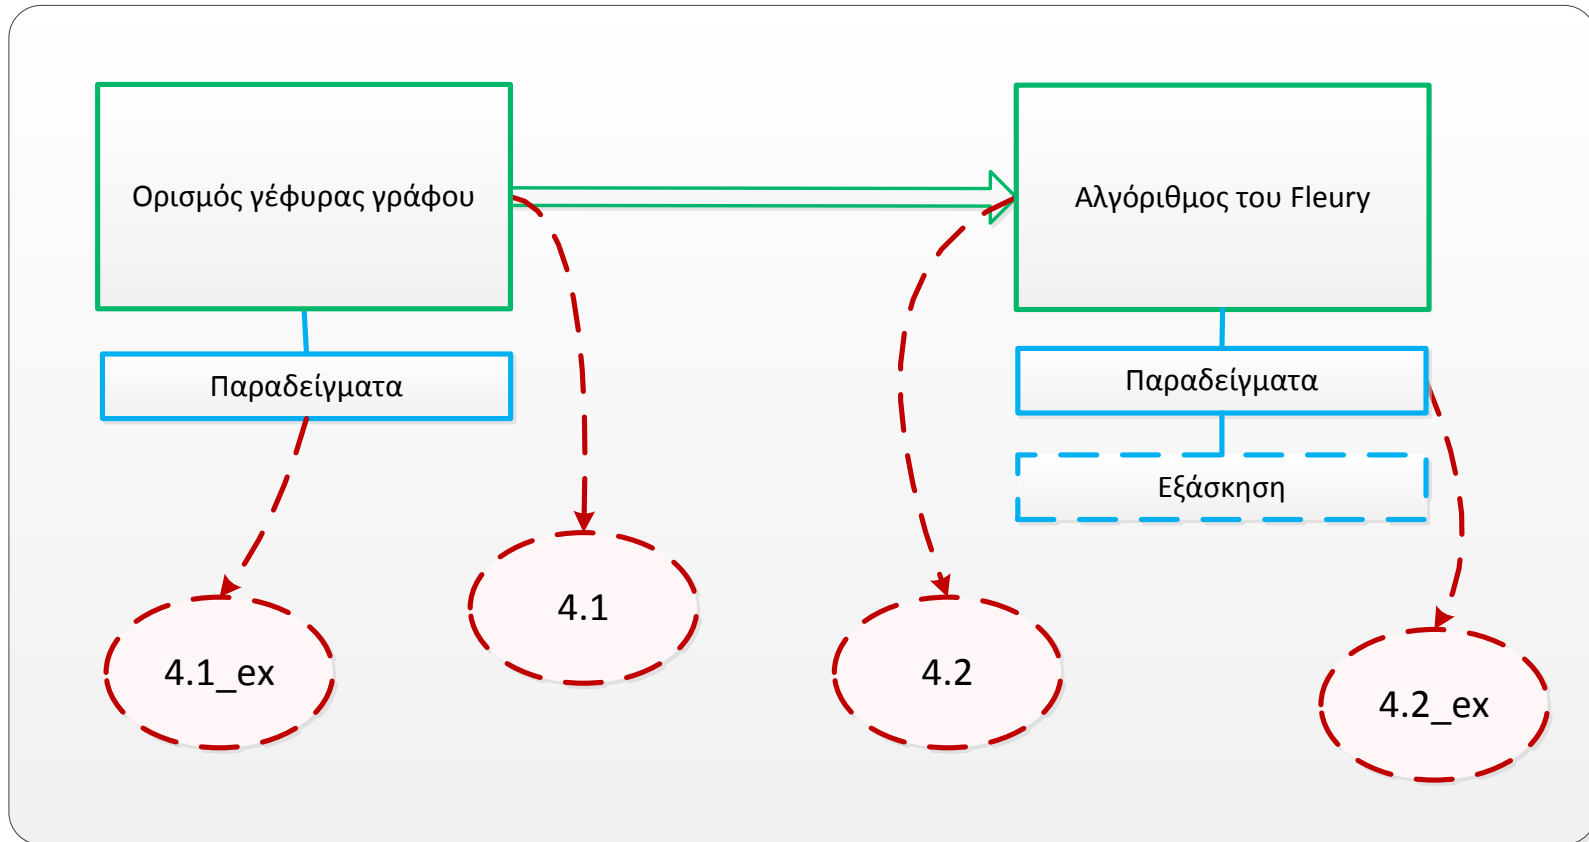 Ορισμός γέφυρας γράφου
Αλγόριθμος του Fleury
Παραδείγματα
Παραδείγματα
Εξάσκηση
4.1
4.1_ex
4.2
4.2_ex